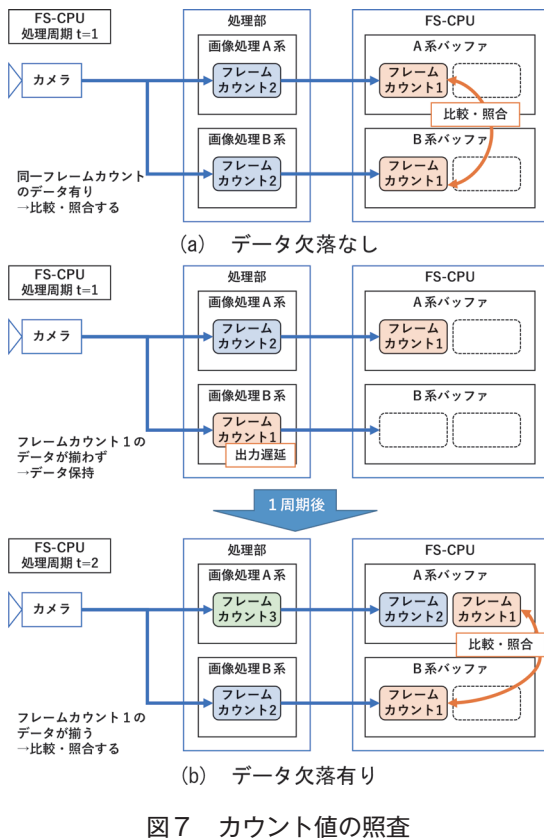 FS-CPU
処理周期 t=1
カメラ
処理部
画像処理A系
フレーム
カウント2
画像処理B系
フレーム
カウント2
FS-CPU
A系バッファ
フレーム
カウント1
比較・照合
B系バッファ
フレーム
カウント1
同一フレームカウント
のデータ有り
→比較・照合する
(a) データ欠落なし
FS-CPU
処理周期 t=1
カメラ
処理部
画像処理A系
フレーム
カウント2
画像処理B系
フレーム
カウント1
出力遅延
FS-CPU
A系バッファ
フレーム
カウント1
B系バッファ
フレームカウント1の
データが揃わず
→データ保持
1周期後
FS-CPU
処理周期 t=2
カメラ
処理部
画像処理A系
フレーム
カウント3
画像処理B系
フレーム
カウント2
FS-CPU
A系バッファ
フレーム
カウント2
フレーム
カウント1
比較・照合
B系バッファ
フレーム
カウント1
フレームカウント1の
データが揃う
→比較・照合する
(b) データ欠落有り
図7 カウント値の照査